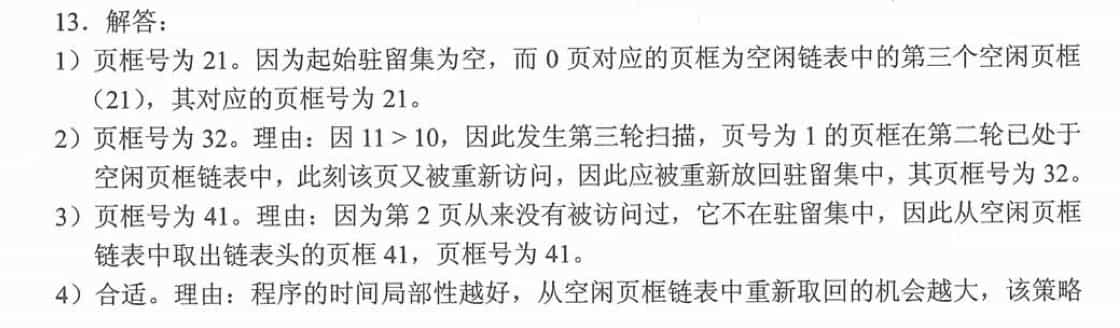 13．解答：
1）页框号为 21。因为起始驻留集为空，而 0 页对应的页框为空闲链表中的第三个空闲页框
（21），其对应的页框号为 21。
2）页框号为 32。理由：因 11 > 10，因此发生第三轮扫描，页号为 1 的页框在第二轮已处于
空闲页框链表中，此刻该页又被重新访问，因此应被重新放回驻留集中，其页框号为 32。
3）页框号为 41。理由：因为第 2 页从来没有被访问过，它不在驻留集中，因此从空闲页框
链表中取出链表头的页框 41，页框号为 41。
4）合适。理由：程序的时间局部性越好，从空闲页框链表中重新取回的机会越大，该策略